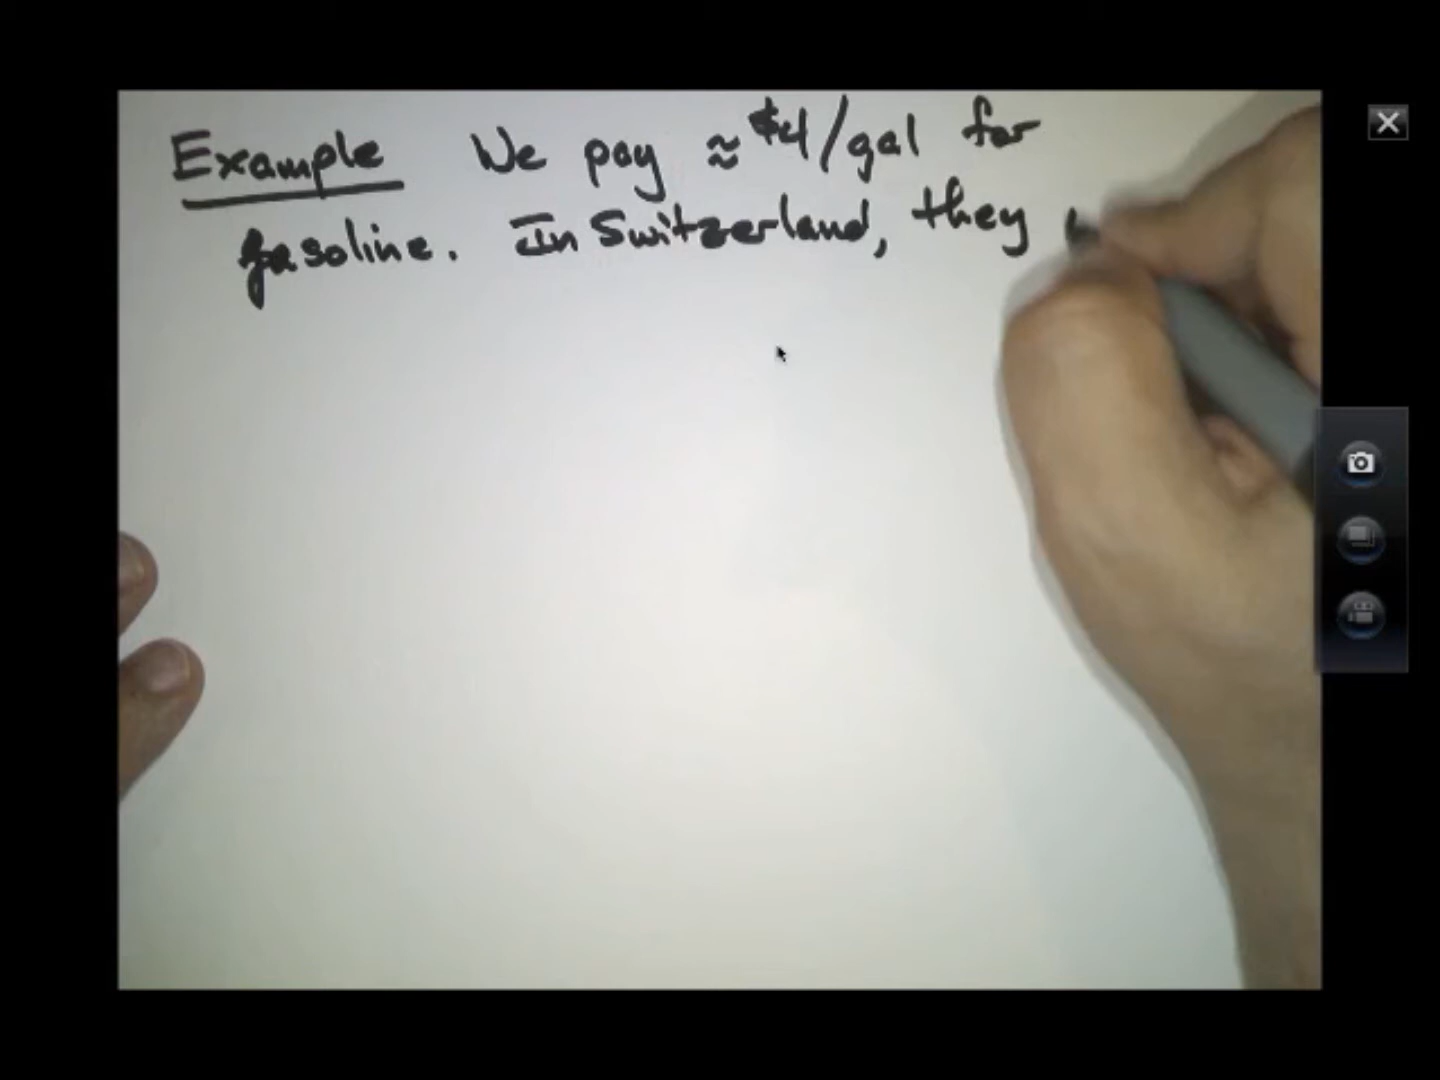 Example We pay ≈ $4/gal for
gasoline. In Switzerland, they